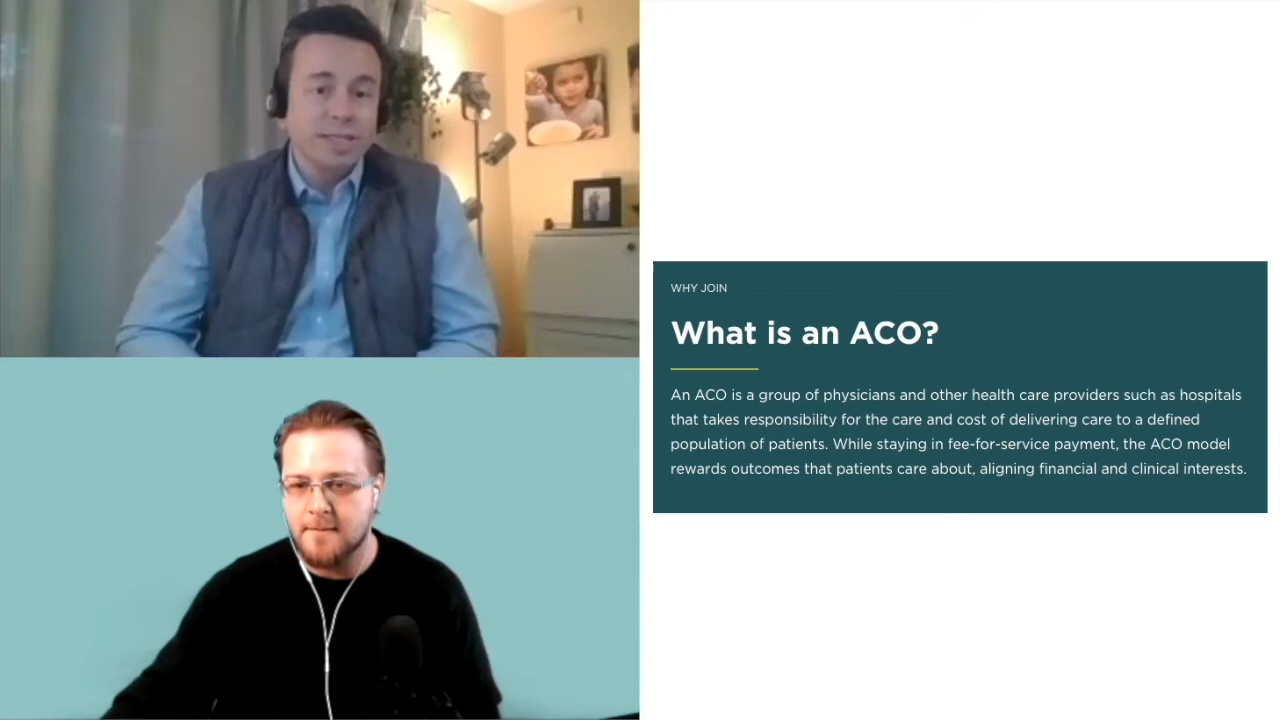 WHY JOIN
What is an ACO?
An ACO is a group of physicians and other health care providers such as hospitals
that takes responsibility for the care and cost of delivering care to a defined
population of patients. While staying in fee-for-service payment, the ACO model
rewards outcomes that patients care about, aligning financial and clinical interests.